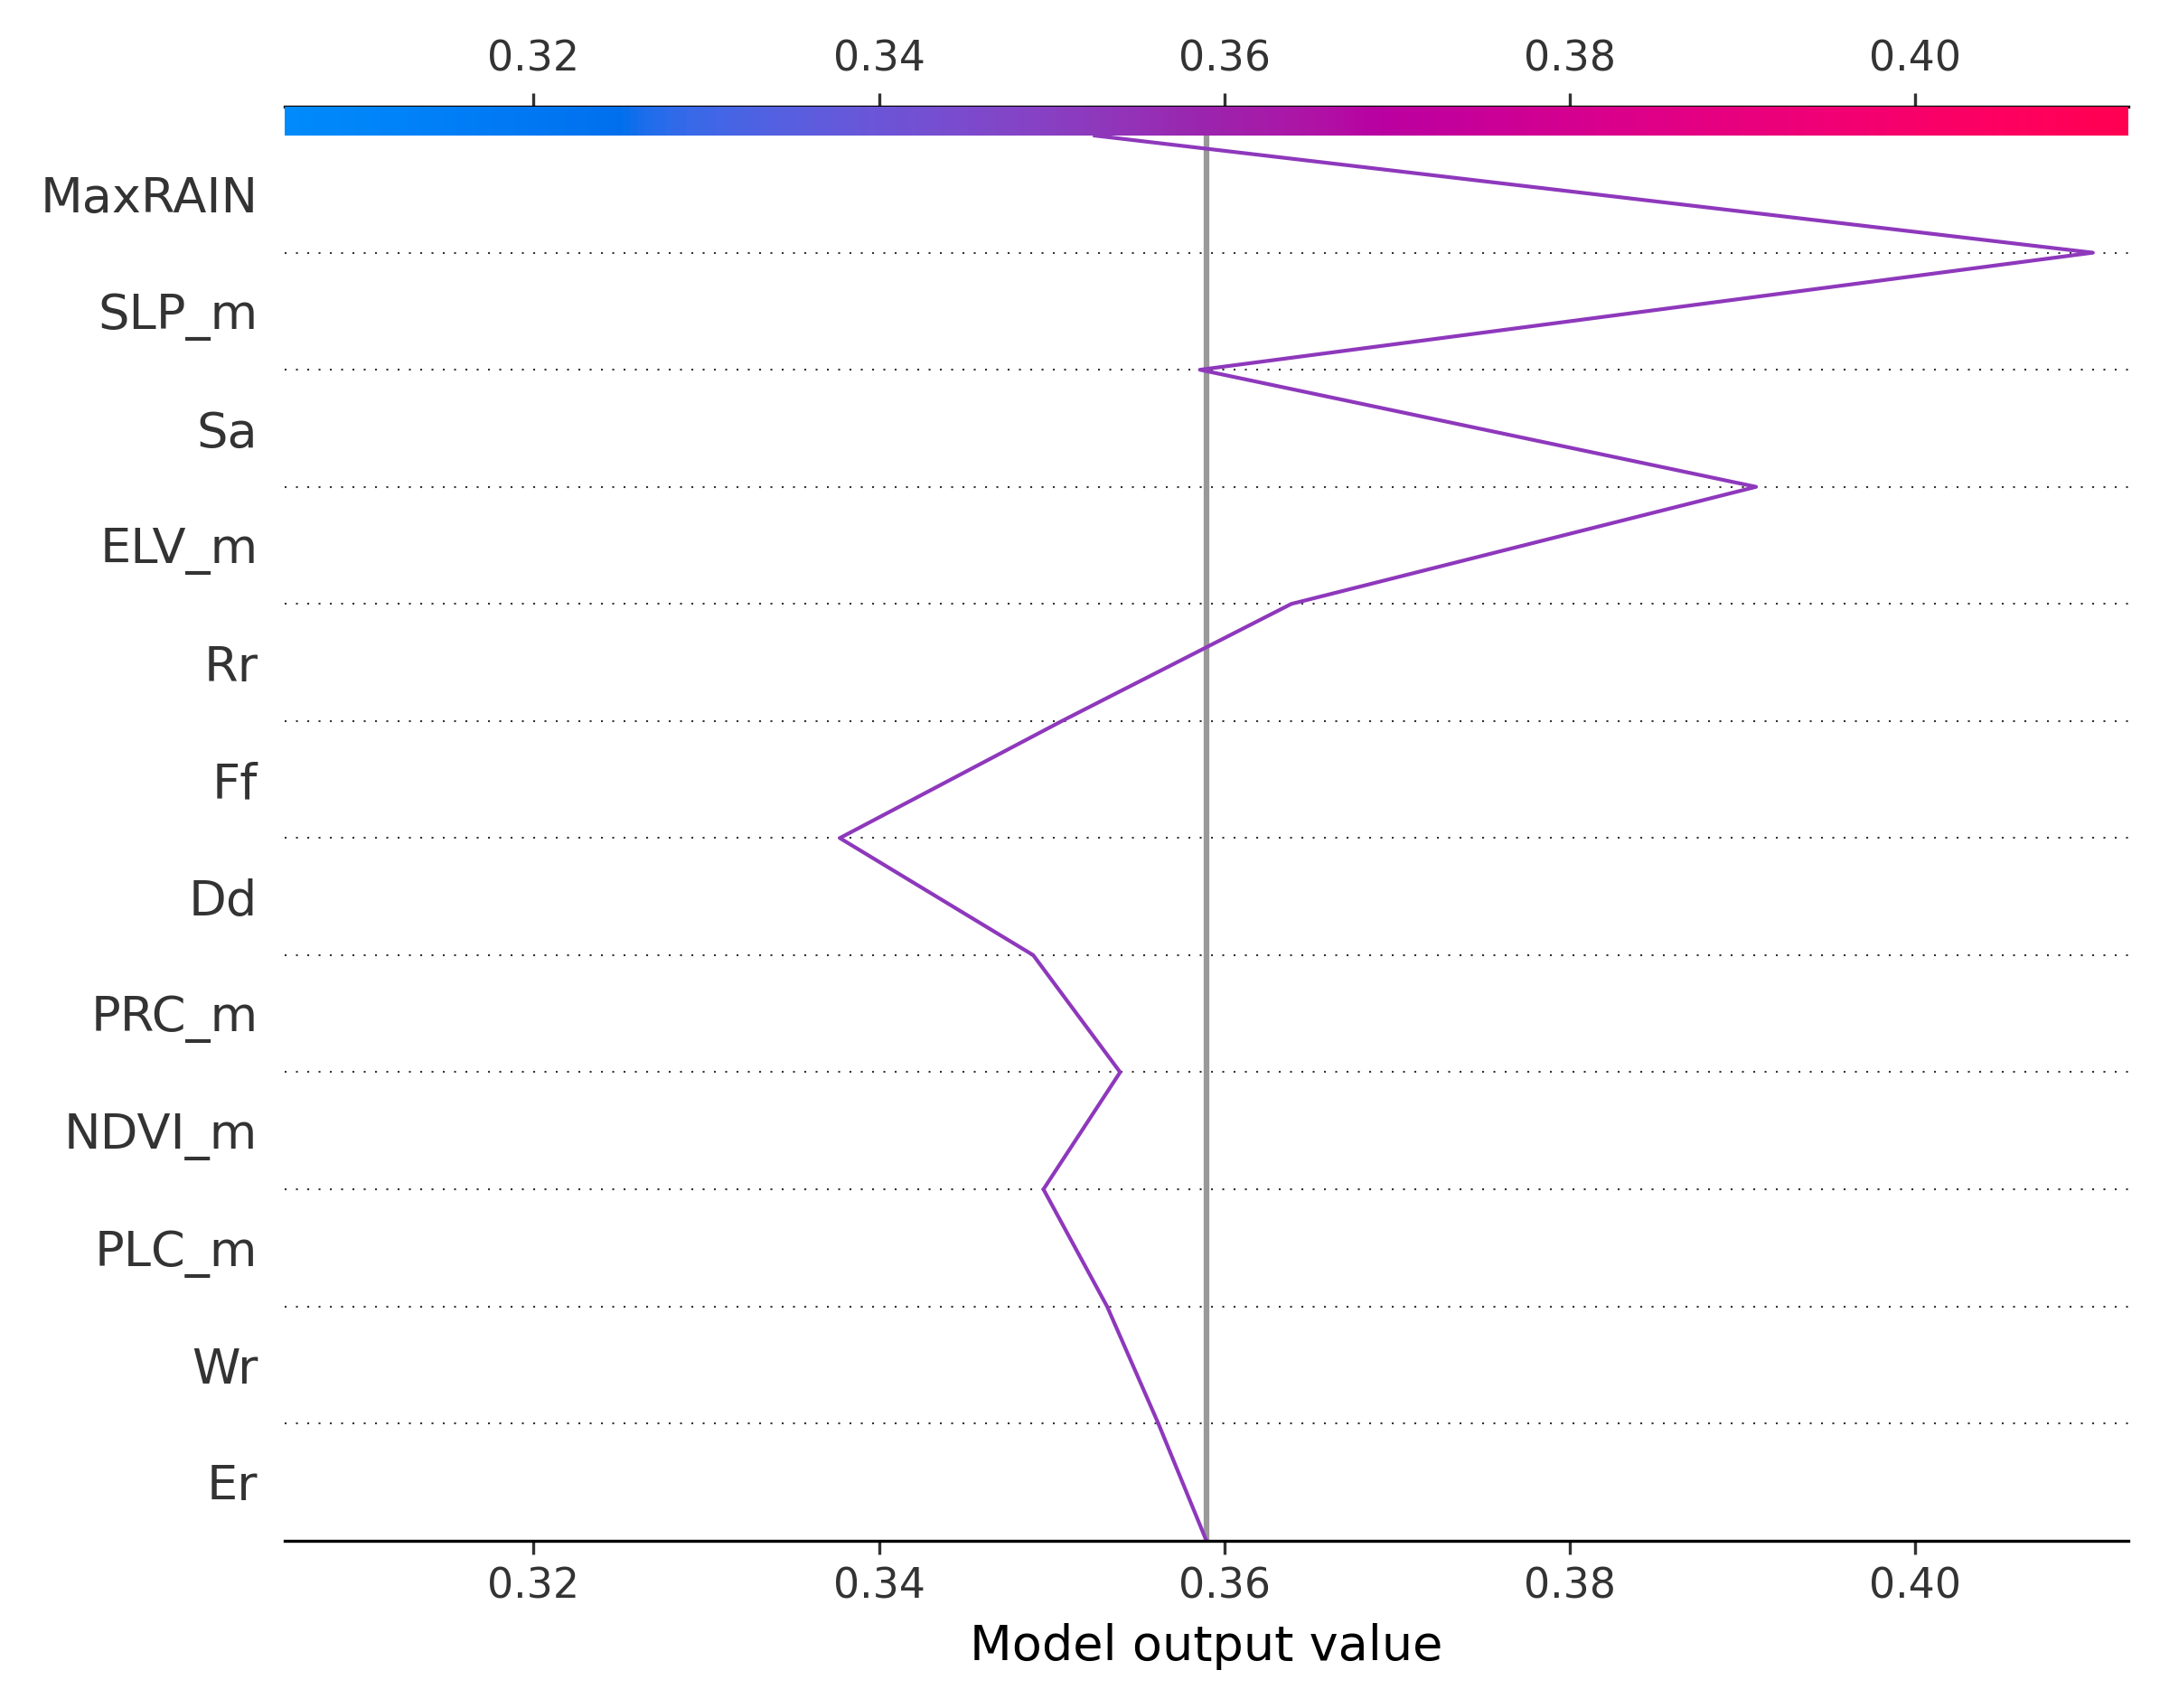 0.32 0.34 0.36 0.38 0.40
MaxRAIN
SLP_m
Sa
ELV_m
Rr
Ff
Dd
PRC_m
NDVI_m
PLC_m
Wr
Er
0.32 0.34 0.36 0.38 0.40
Model output value